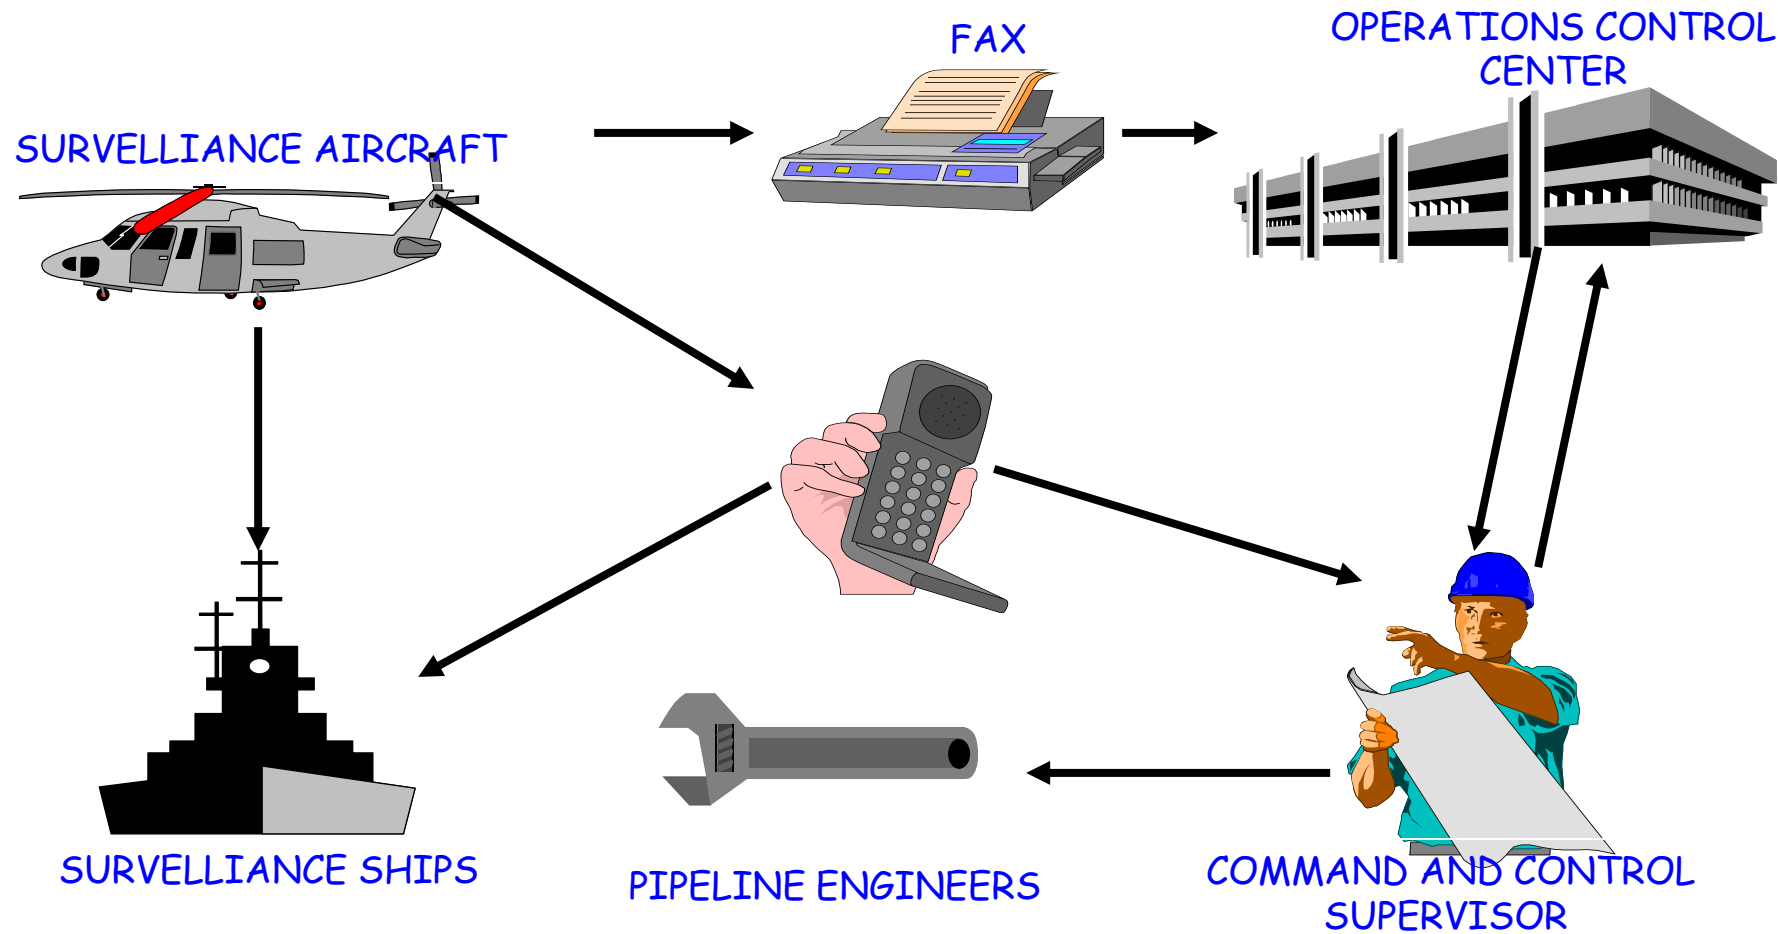 FAX
OPERATIONS CONTROL
CENTER
SURVELLIANCE AIRCRAFT
SURVELLIANCE SHIPS
PIPELINE ENGINEERS
COMMAND AND CONTROL
SUPERVISOR